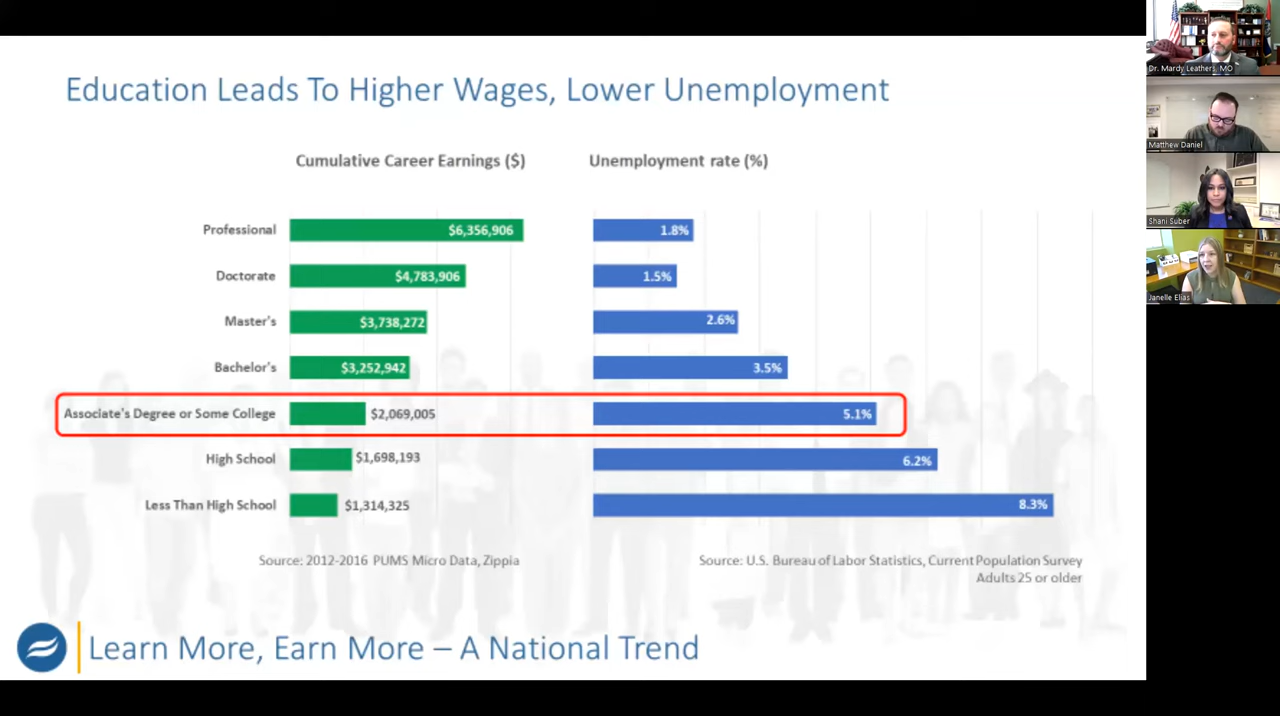 Education Leads To Higher Wages, Lower Unemployment
Cumulative Career Earnings ($)
Unemployment rate (%)
Professional
$6,356,906
1.8%
Doctorate
$4,783,906
1.5%
Master's
$3,738,272
2.6%
Bachelor's
$3,252,942
3.5%
Associate's Degree or Some College
$2,069,005
5.1%
High School
$1,698,193
6.2%
Less Than High School
$1,314,325
8.3%
Source: 2012-2016 PUMS Micro Data, Zippia
Source: U.S. Bureau of Labor Statistics, Current Population Survey
Adults 25 or older
Learn More, Earn More – A National Trend
Dr. Mardy Leathers, MO
Matthew Daniel
Shani Suber
Janelle Elias